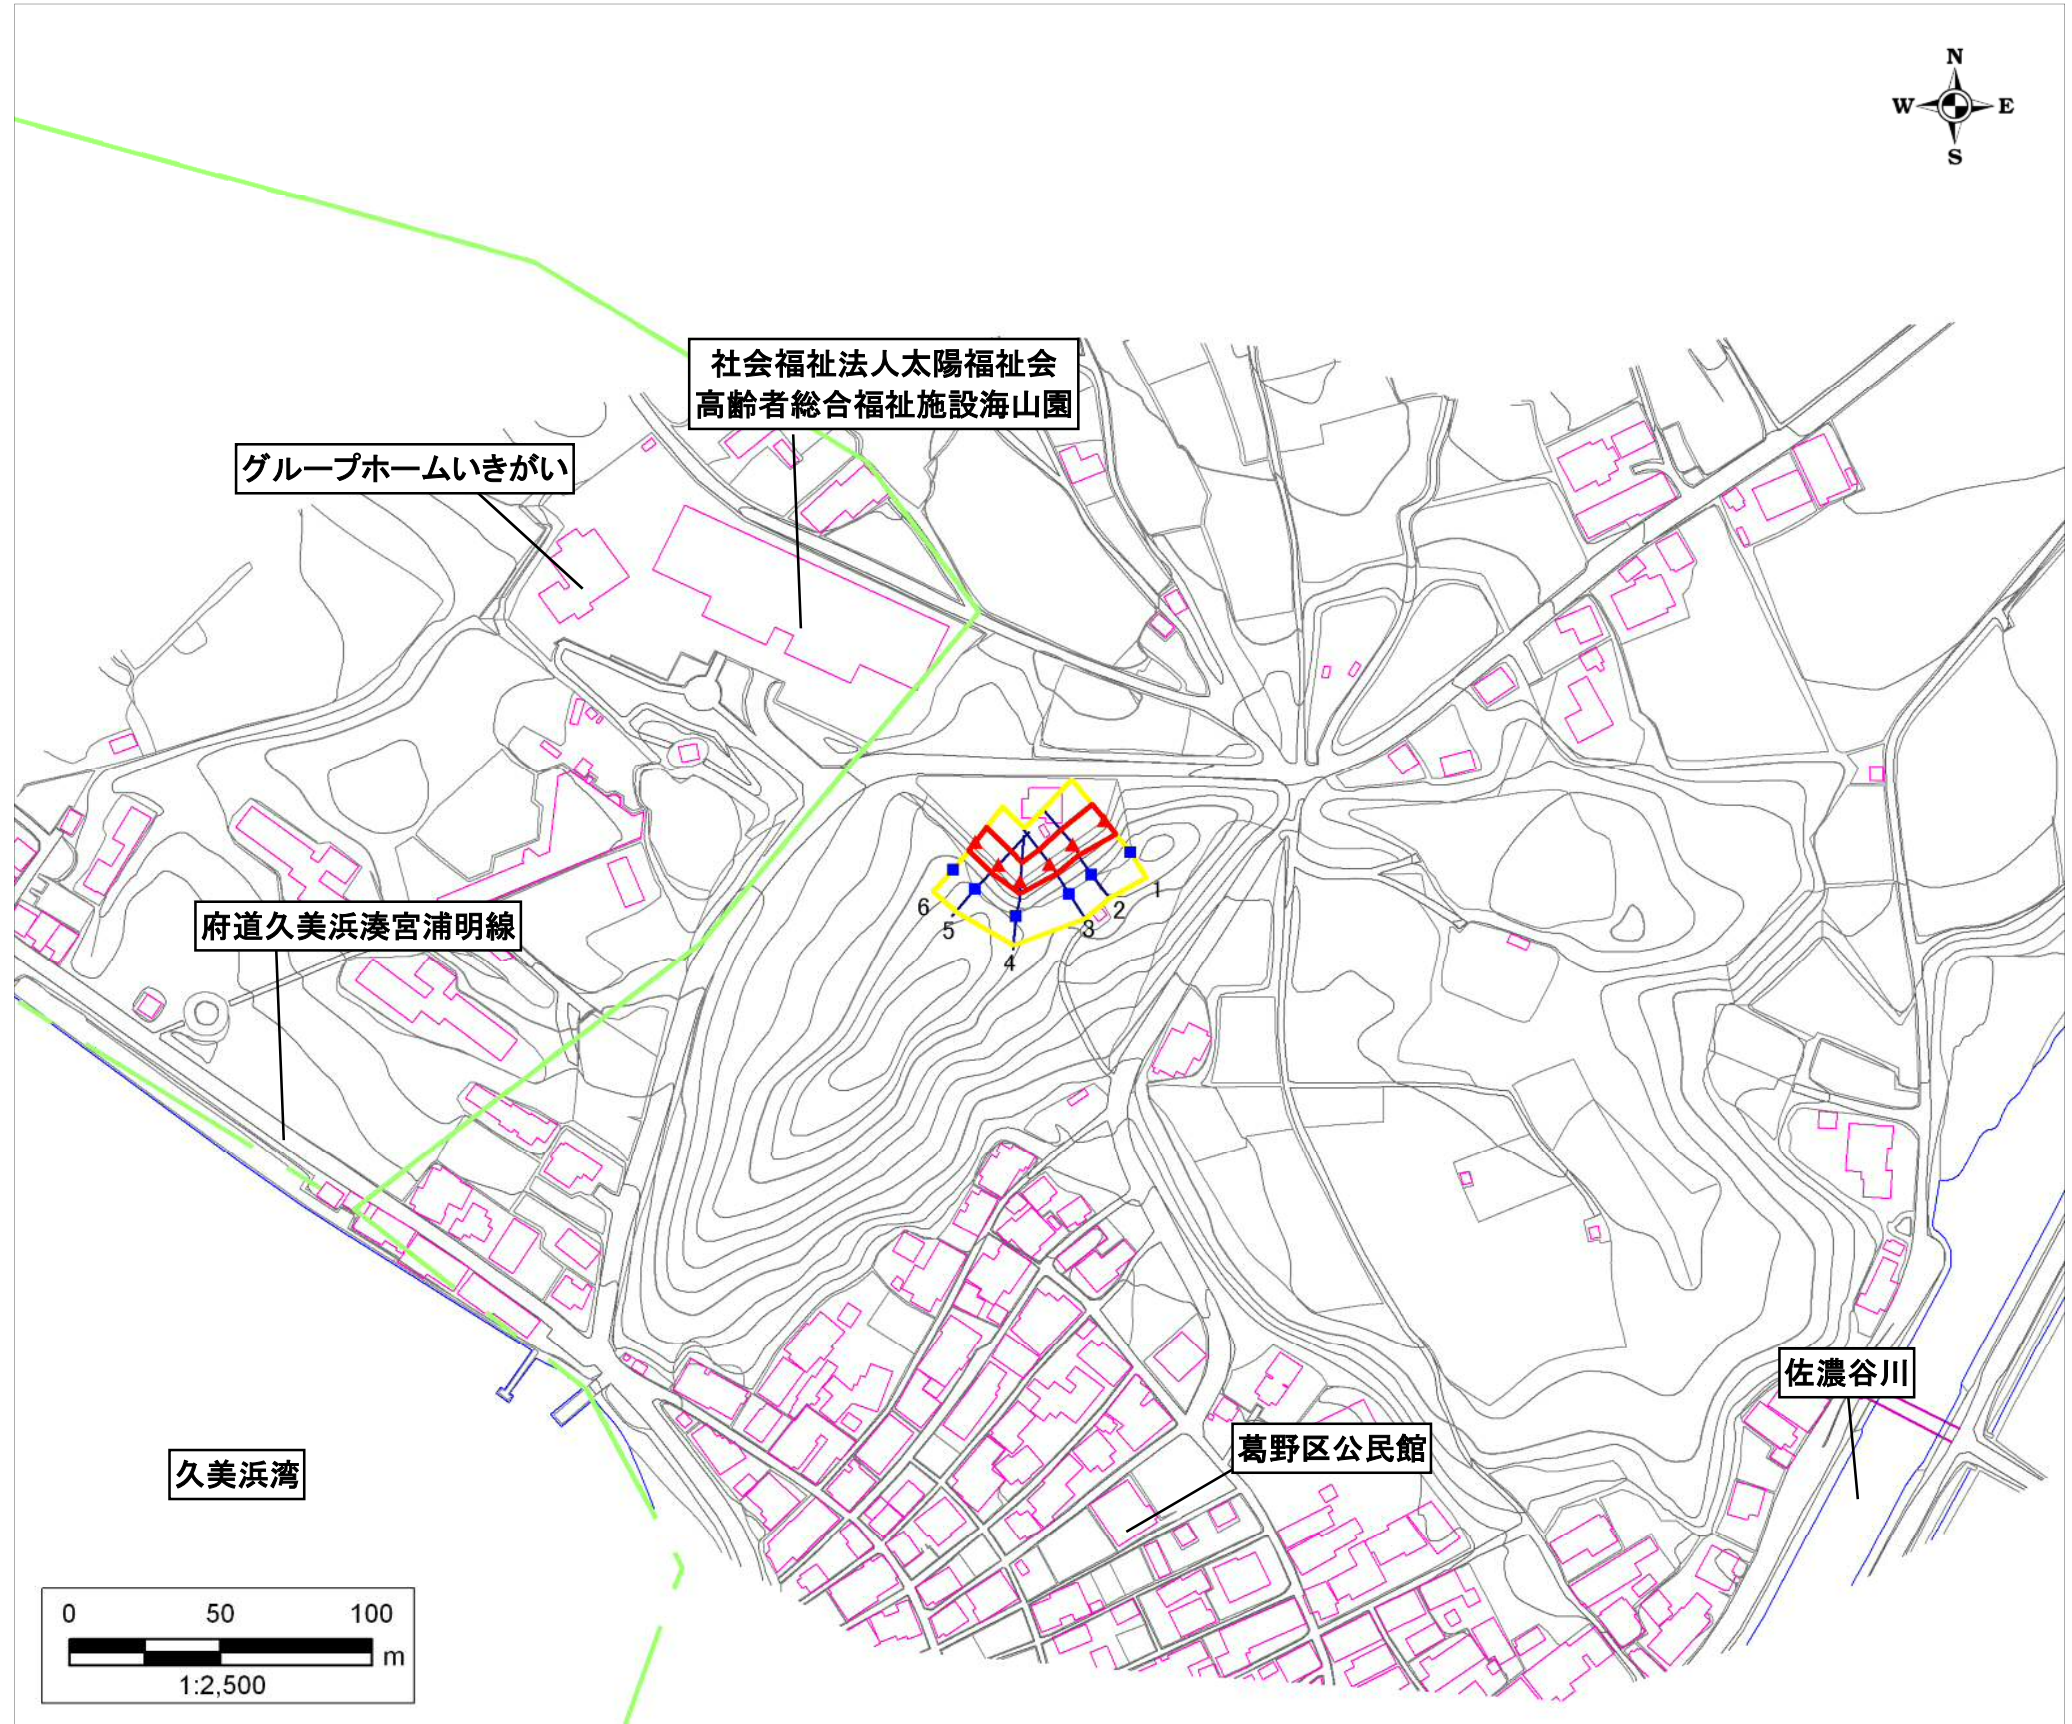 N
W E
S
社会福祉法人太陽福祉会
高齢者総合福祉施設海山園
グループホームいきがい
1
2
3
4
5
6
府道久美浜湊宮浦明線
佐濃谷川
葛野区公民館
久美浜湾
0 50 100
m
1:2,500